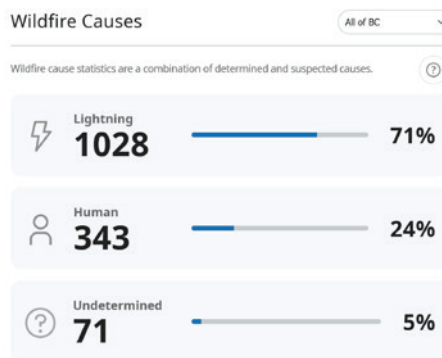 Wildfire Causes
All of BC
Wildfire cause statistics are a combination of determined and suspected causes.
Lightning
1028
71%
Human
343
24%
Undetermined
71
5%